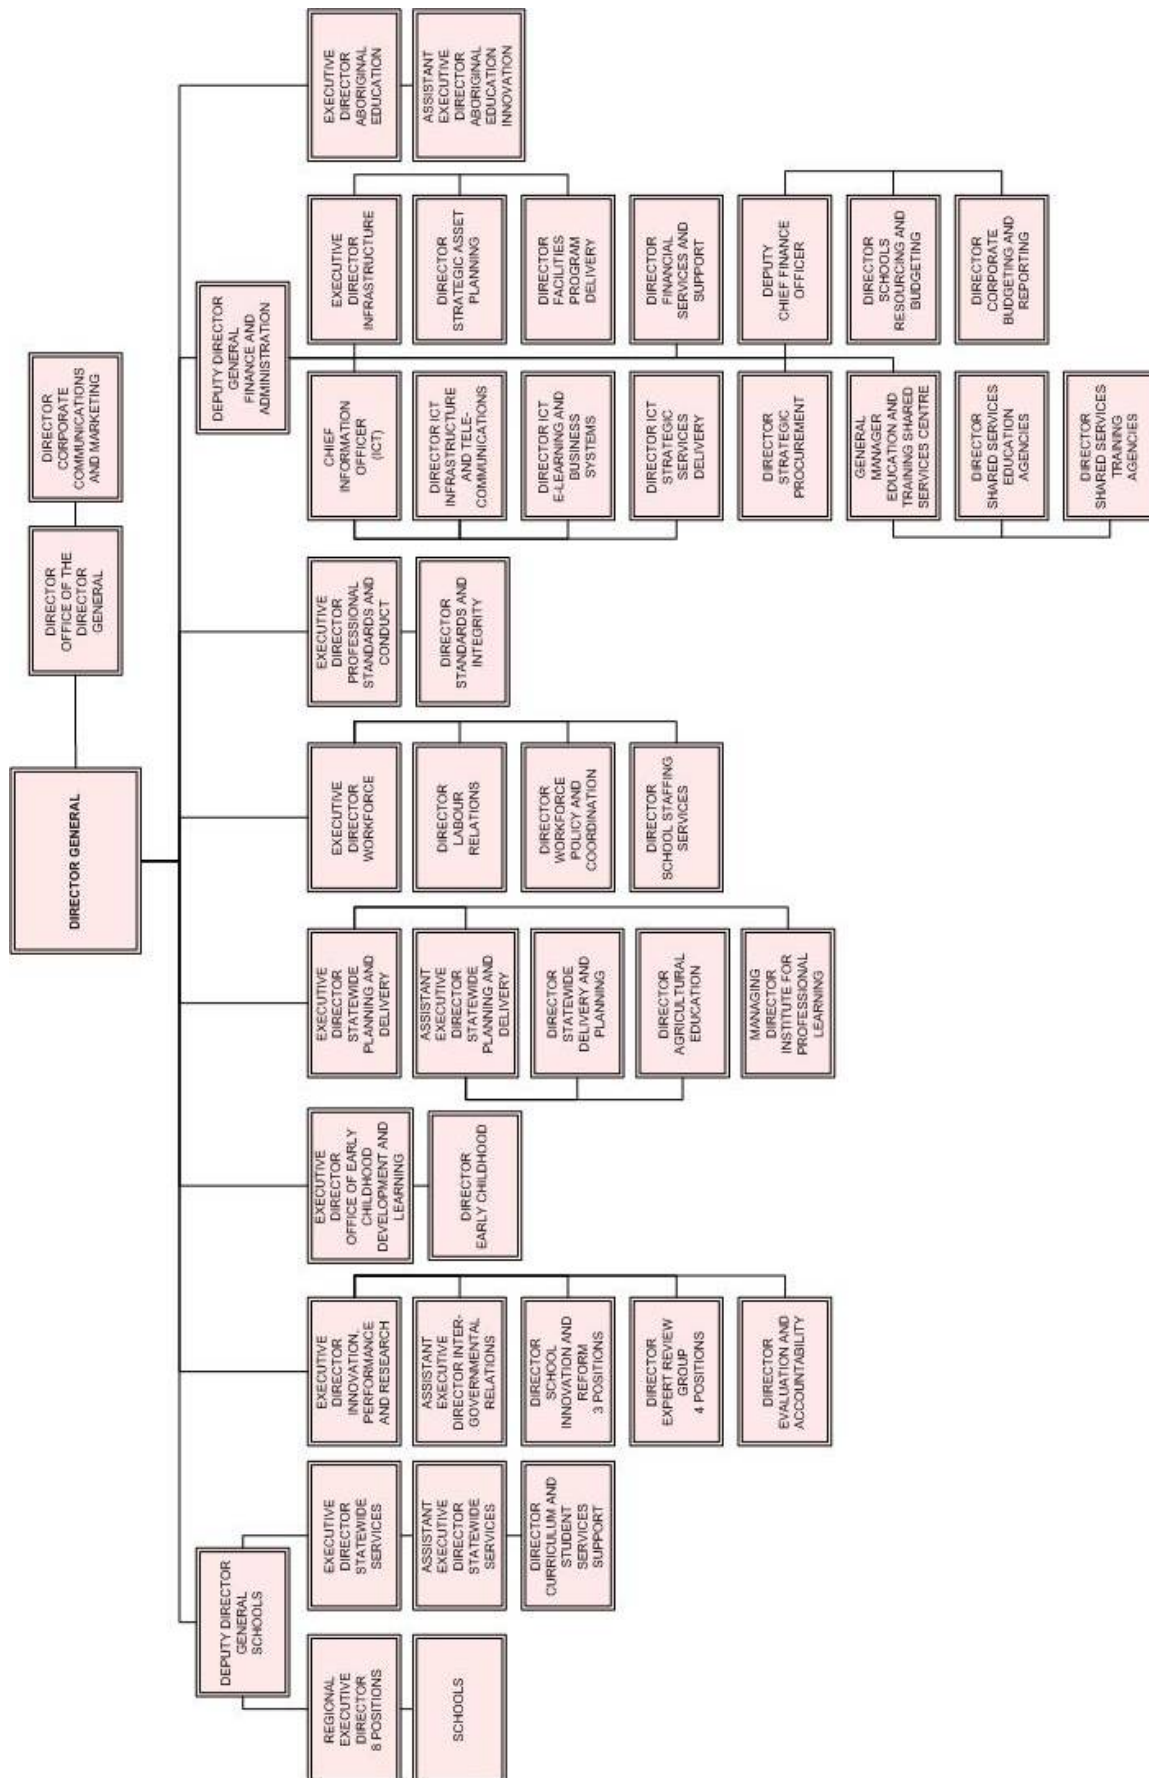 DIRECTOR GENERAL
DIRECTOR
OFFICE OF THE
DIRECTOR
GENERAL
DIRECTOR
CORPORATE
COMMUNICATIONS
AND MARKETING
DEPUTY DIRECTOR
GENERAL
SCHOOLS
REGIONAL
EXECUTIVE
DIRECTOR
8 POSITIONS
SCHOOLS
EXECUTIVE
DIRECTOR
STATEWIDE
SERVICES
ASSISTANT
EXECUTIVE
DIRECTOR
STATEWIDE
SERVICES
DIRECTOR
CURRICULUM AND
STUDENT
SERVICES
SUPPORT
EXECUTIVE
DIRECTOR
INNOVATION,
PERFORMANCE
AND RESEARCH
ASSISTANT
EXECUTIVE
DIRECTOR INTER-
GOVERNMENTAL
RELATIONS
DIRECTOR
SCHOOL
INNOVATION AND
REFORM
3 POSITIONS
DIRECTOR
EXPERT REVIEW
GROUP
4 POSITIONS
DIRECTOR
EVALUATION AND
ACCOUNTABILITY
EXECUTIVE
DIRECTOR
OFFICE OF EARLY
CHILDHOOD
DEVELOPMENT AND
LEARNING
DIRECTOR
EARLY CHILDHOOD
EXECUTIVE
DIRECTOR
STATEWIDE
PLANNING AND
DELIVERY
ASSISTANT
EXECUTIVE
DIRECTOR
STATEWIDE
PLANNING AND
DELIVERY
DIRECTOR
STATEWIDE
DELIVERY AND
PLANNING
DIRECTOR
AGRICULTURAL
EDUCATION
MANAGING
DIRECTOR
INSTITUTE FOR
PROFESSIONAL
LEARNING
EXECUTIVE
DIRECTOR
WORKFORCE
DIRECTOR
LABOUR
RELATIONS
DIRECTOR
WORKFORCE
POLICY AND
COORDINATION
DIRECTOR
SCHOOL STAFFING
SERVICES
EXECUTIVE
DIRECTOR
PROFESSIONAL
STANDARDS AND
CONDUCT
DIRECTOR
STANDARDS AND
INTEGRITY
DEPUTY DIRECTOR
GENERAL
FINANCE AND
ADMINISTRATION
CHIEF
INFORMATION
OFFICER
(ICT)
DIRECTOR ICT
INFRASTRUCTURE
AND TELE-
COMMUNICATIONS
DIRECTOR ICT
E-LEARNING AND
BUSINESS
SYSTEMS
DIRECTOR ICT
STRATEGIC
SERVICES
DELIVERY
DIRECTOR
STRATEGIC
PROCUREMENT
GENERAL
MANAGER
EDUCATION AND
TRAINING SHARED
SERVICES CENTRE
DIRECTOR
SHARED SERVICES
EDUCATION
AGENCIES
DIRECTOR
SHARED SERVICES
TRAINING
AGENCIES
EXECUTIVE
DIRECTOR
INFRASTRUCTURE
DIRECTOR
STRATEGIC ASSET
PLANNING
DIRECTOR
FACILITIES
PROGRAM
DELIVERY
DIRECTOR
FINANCIAL
SERVICES AND
SUPPORT
DEPUTY
CHIEF FINANCE
OFFICER
DIRECTOR
SCHOOLS
RESOURCING AND
BUDGETING
DIRECTOR
CORPORATE
BUDGETING AND
REPORTING
EXECUTIVE
DIRECTOR
ABORIGINAL
EDUCATION
ASSISTANT
EXECUTIVE
DIRECTOR
ABORIGINAL
EDUCATION
INNOVATION